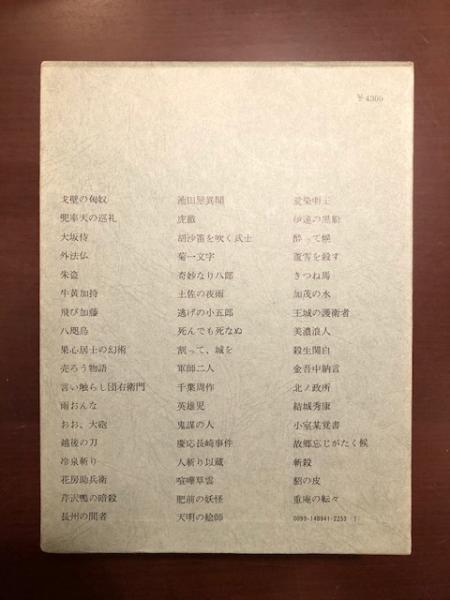 ¥4300
戈壁の匈奴
兜率天の巡礼
大坂侍
外法仏
朱盗
牛黄加持
飛び加藤
八咫烏
果心居士の幻術
売ろう物語
言い触らし団右衛門
雨おんな
おお、大砲
越後の刀
冷泉斬り
花房助兵衛
芹沢鴨の暗殺
長州の間者
池田屋異聞
虎徹
胡沙笛を吹く武士
菊一文字
奇妙なり八郎
土佐の夜雨
逃げの小五郎
死んでも死なぬ
割って、城を
軍師二人
千葉周作
英雄児
鬼謀の人
慶応長崎事件
人斬り以蔵
喧嘩草雲
肥前の妖怪
天明の絵師
愛染明王
伊達の黒船
酔って候
蘆雪を殺す
きつね馬
加茂の水
王城の護衛者
美濃浪人
殺生関白
金吾中納言
北ノ政所
結城秀康
小室某覚書
故郷忘じがたく候
斬殺
貂の皮
重庵の転々
0093-148941-2253 (1)